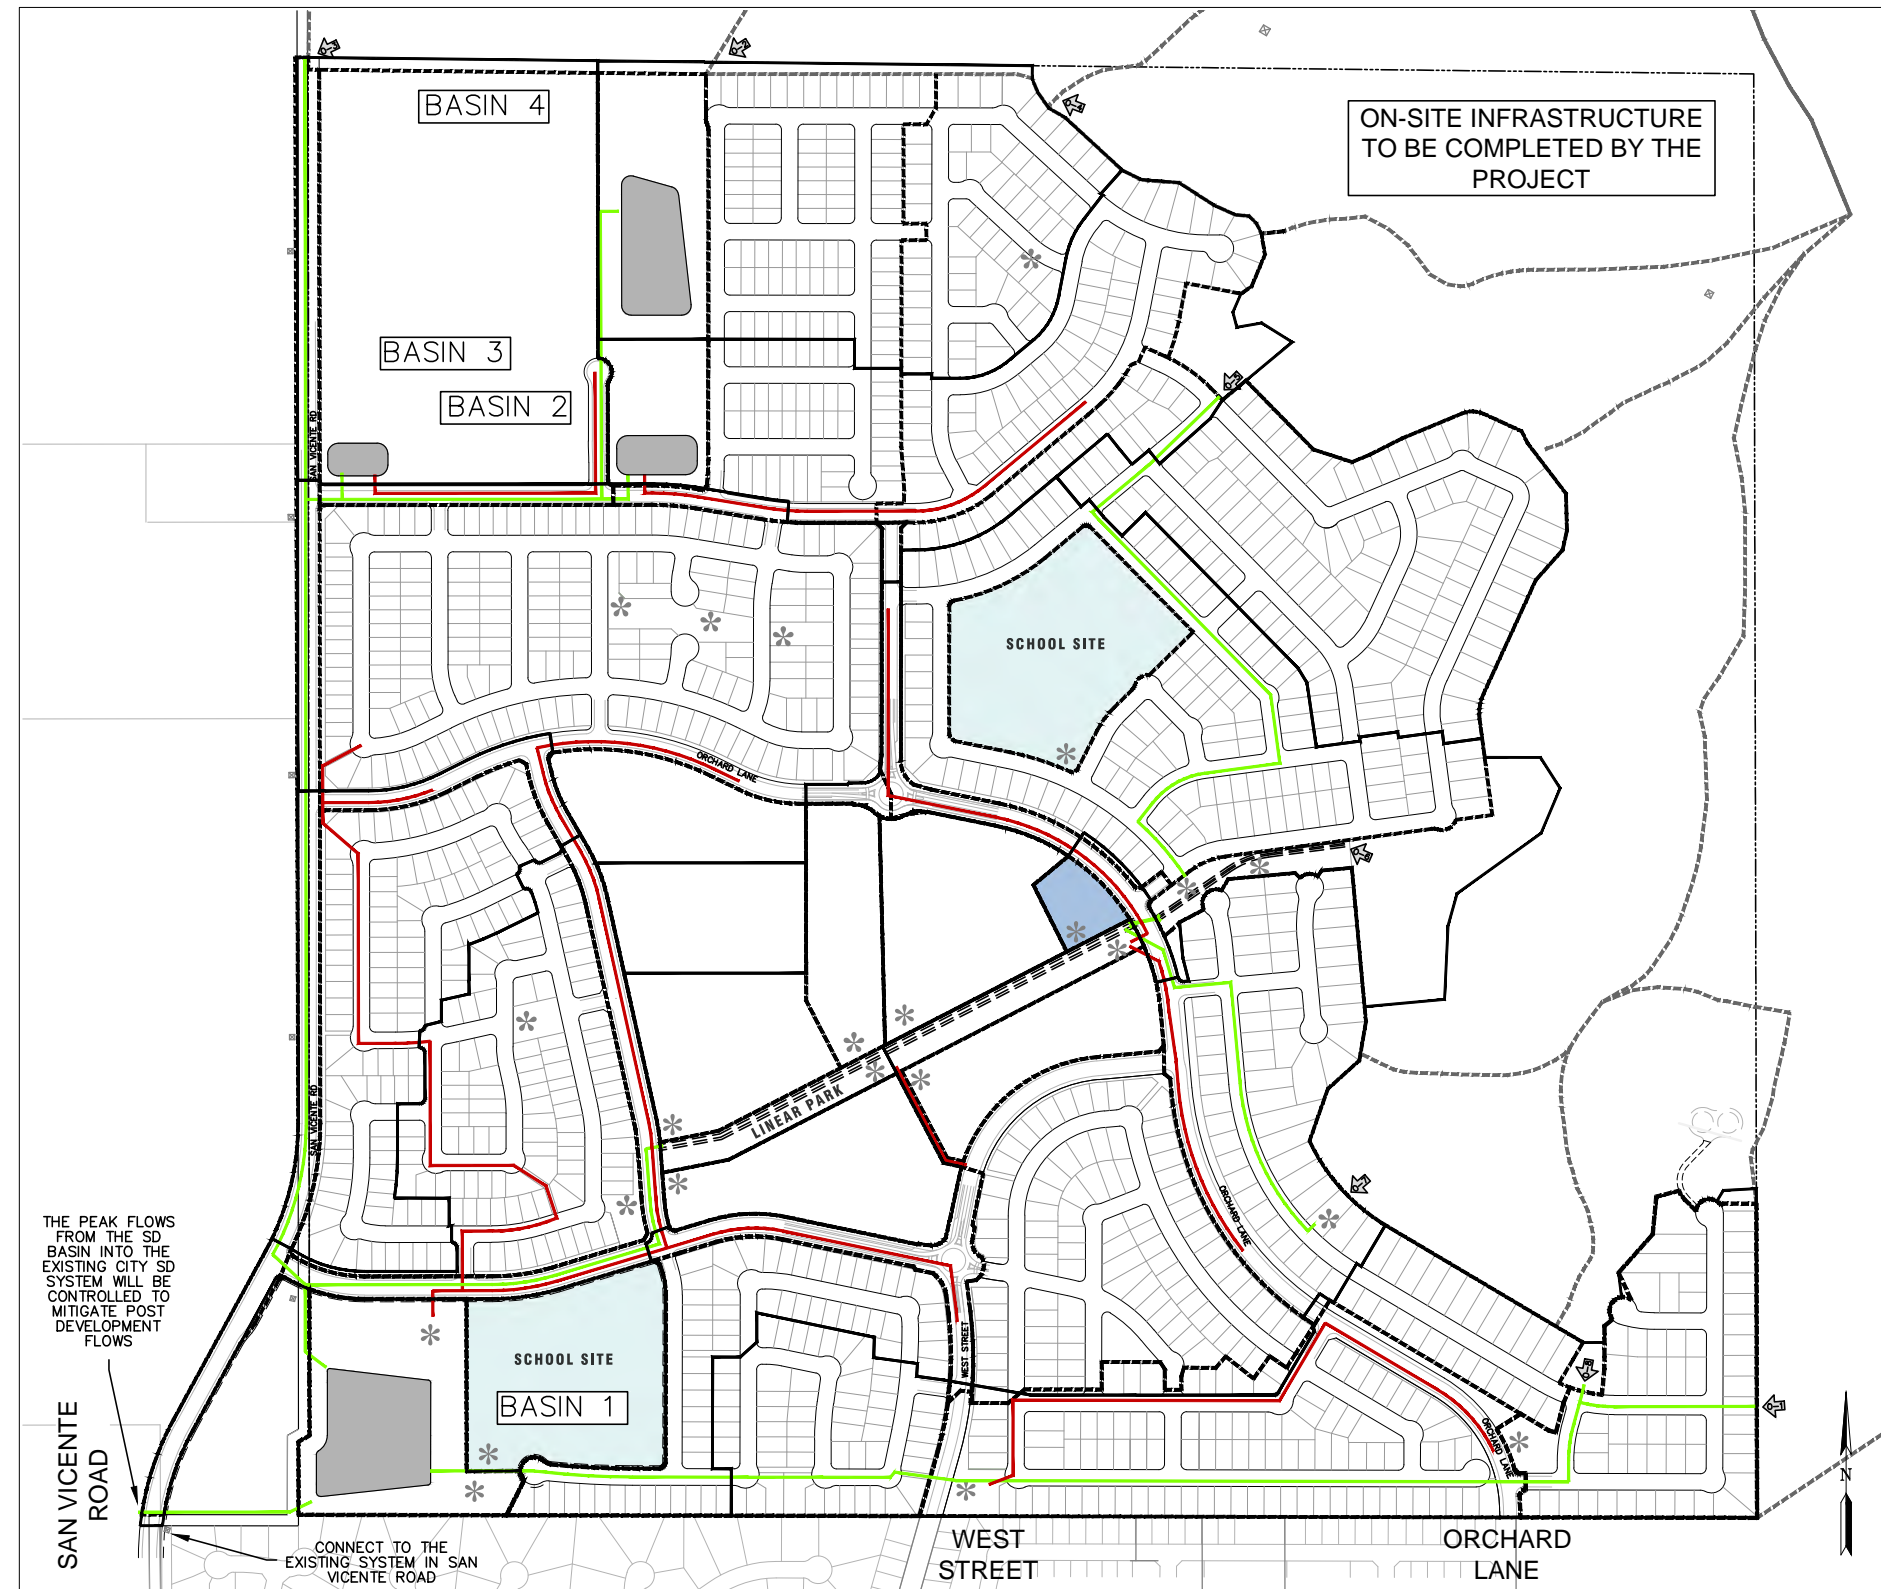 BASIN 4
ON-SITE INFRASTRUCTURE
TO BE COMPLETED BY THE
PROJECT
BASIN 3
BASIN 2
SAN VICENTE RD
SCHOOL SITE
ORCHARD LANE
LINEAR PARK
SAN VICENTE RD
ORCHARD LANE
THE PEAK FLOWS
FROM THE SD
BASIN INTO THE
EXISTING CITY SD
SYSTEM WILL BE
CONTROLLED TO
MITIGATE POST
DEVELOPMENT
FLOWS
WEST STREET
SCHOOL SITE
BASIN 1
ORCHARD LANE
SAN VICENTE
ROAD
N
CONNECT TO THE
EXISTING SYSTEM IN SAN
VICENTE ROAD
WEST
STREET
ORCHARD
LANE